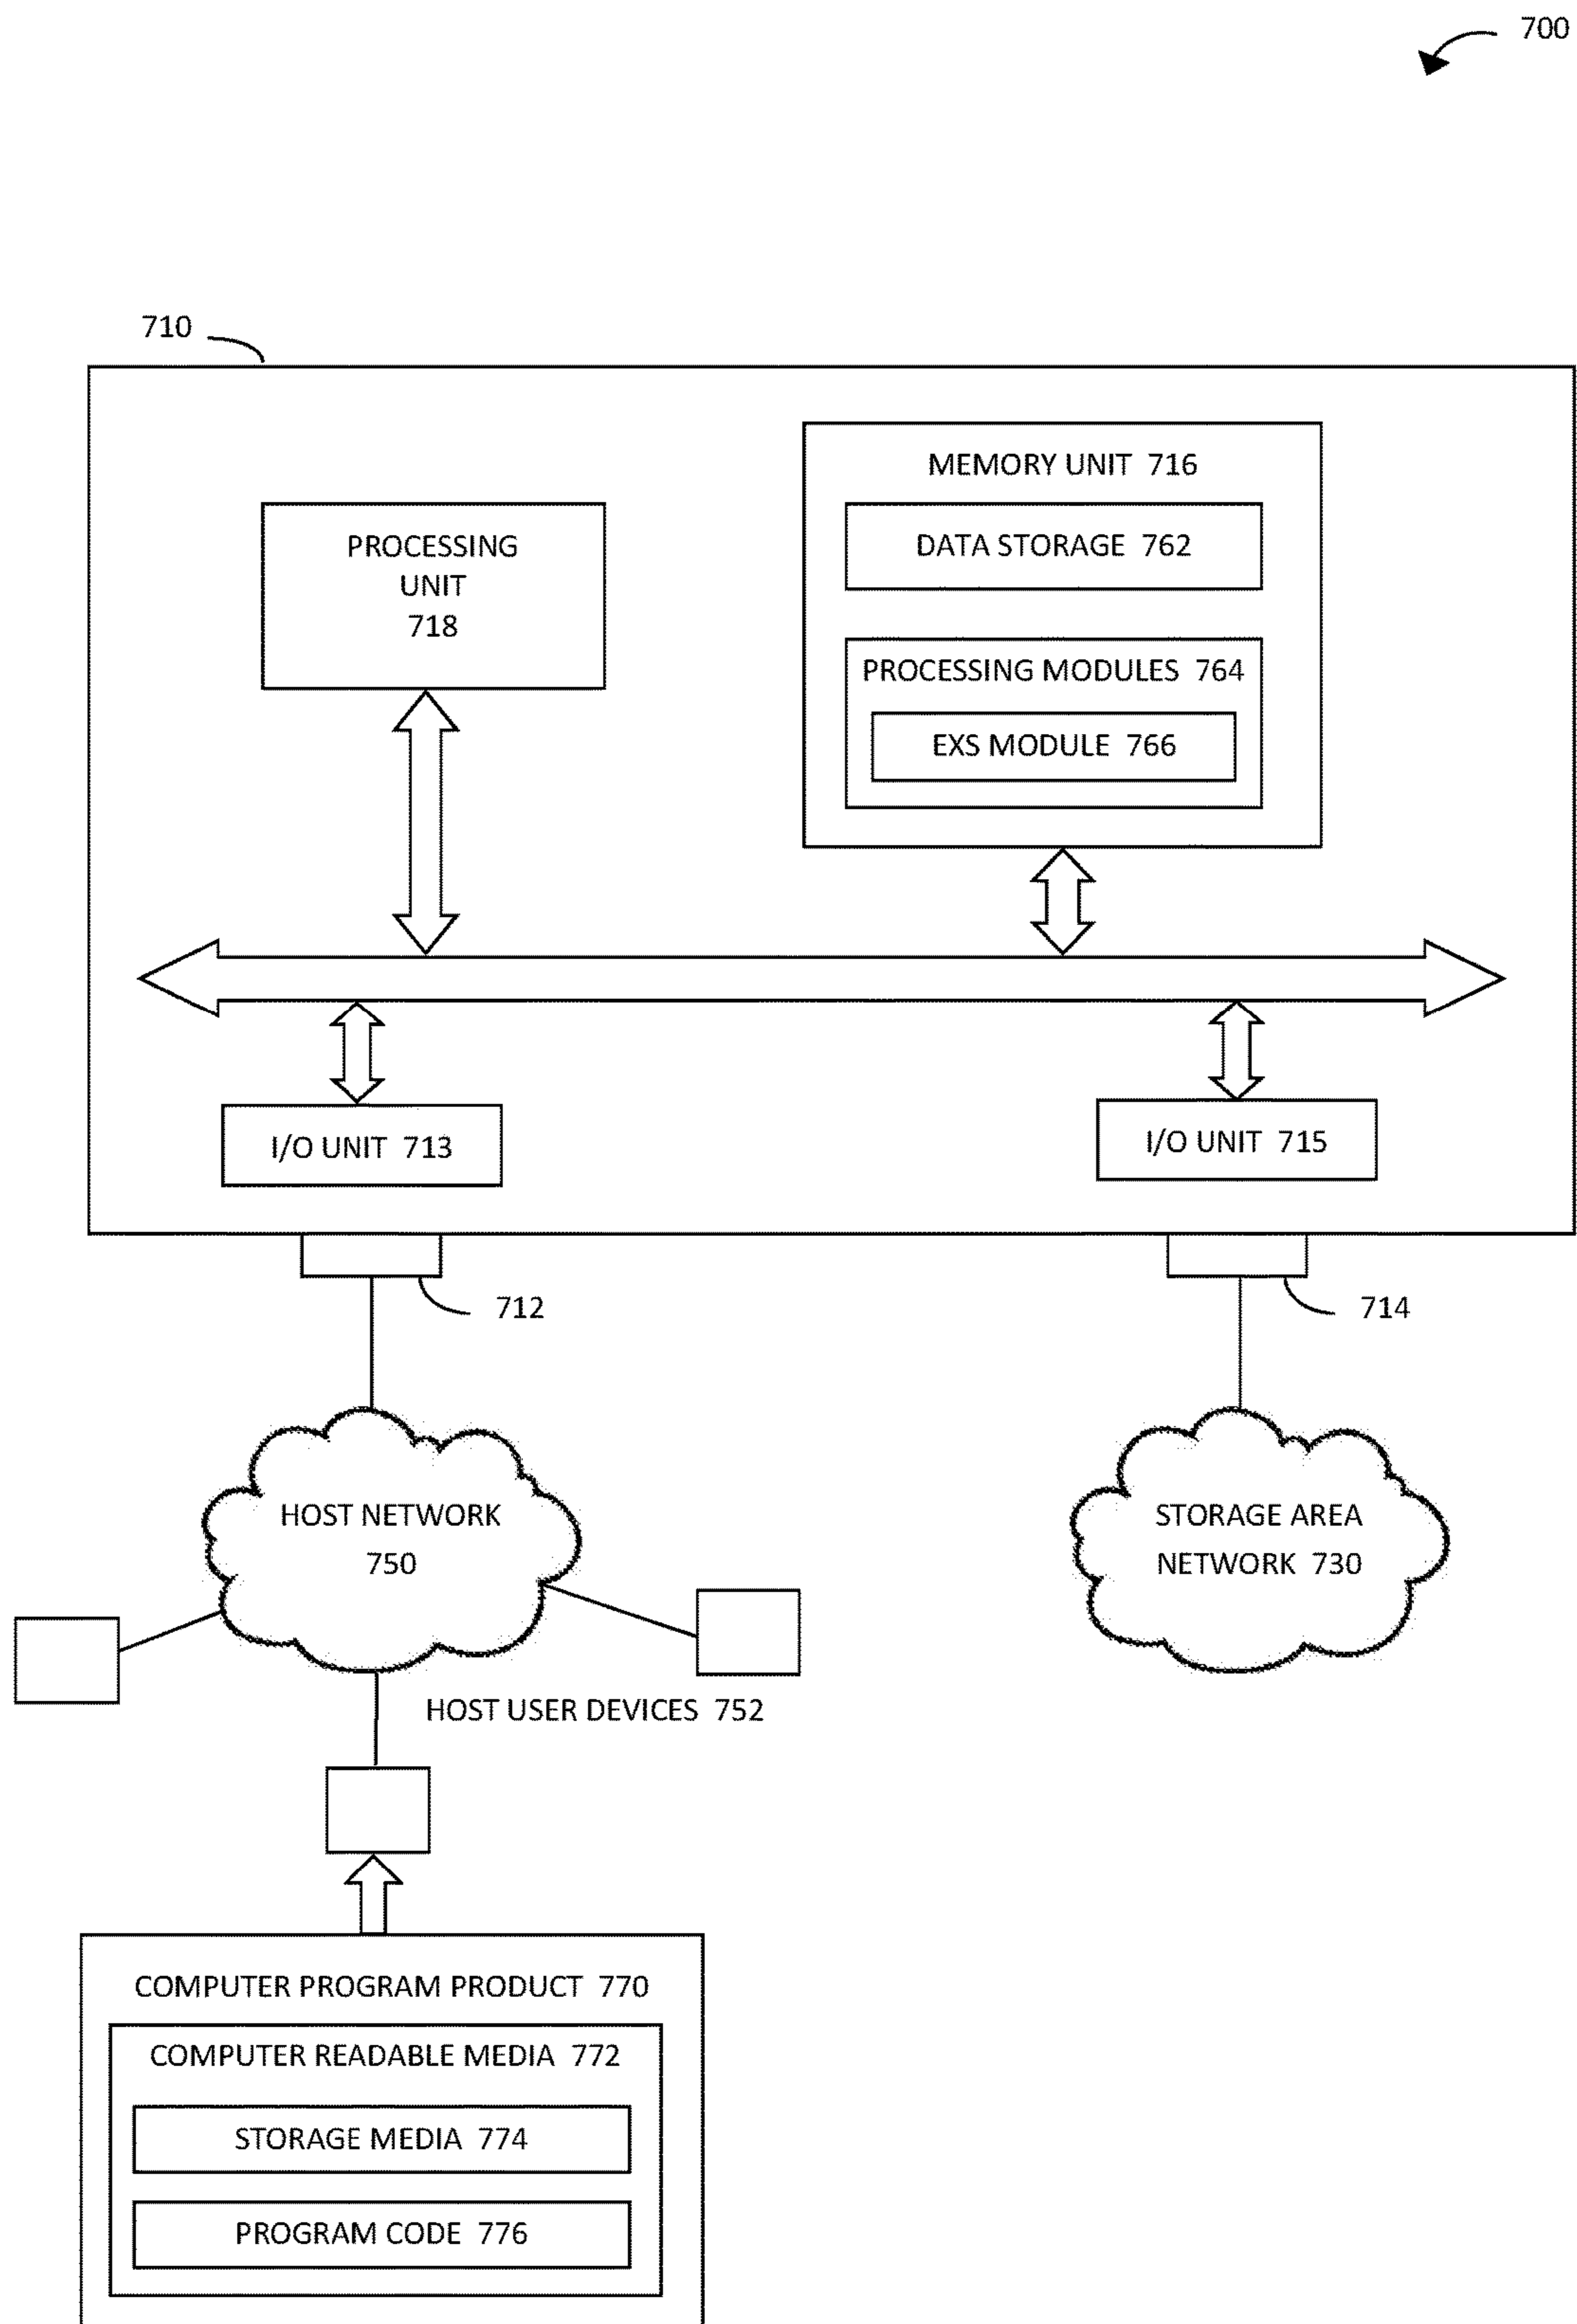 700
710
MEMORY UNIT 716
DATA STORAGE 762
PROCESSING
UNIT
718
PROCESSING MODULES 764
EXS MODULE 766
I/O UNIT 713
I/O UNIT 715
712
714
HOST NETWORK
750
STORAGE AREA
NETWORK 730
HOST USER DEVICES 752
COMPUTER PROGRAM PRODUCT 770
COMPUTER READABLE MEDIA 772
STORAGE MEDIA 774
PROGRAM CODE 776